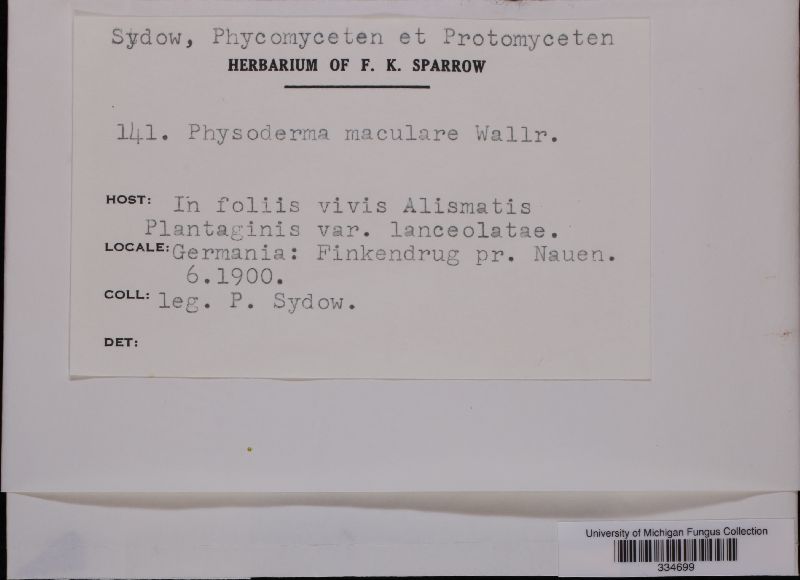 Sydow, Phycomyceten et Protomyceten
HERBARIUM OF F. K. SPARROW
141. Physoderma maculare Wallr.
HOST: In foliis vivis Alismatis
Plantaginis var. lanceolatae.
LOCALE: Germania: Finkendrug pr. Nauen.
6.1900.
COLL: leg. P. Sydow.
DET:
University of Michigan Fungus Collection
334699